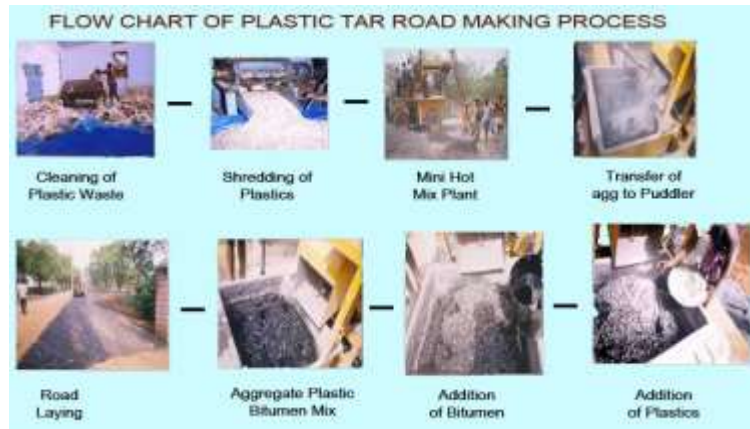 FLOW CHART OF PLASTIC TAR ROAD MAKING PROCESS
Cleaning of
Plastic Waste
Shredding of
Plastics
Mini Hot
Mix Plant
Transfer of
agg to Puddler
Road
Laying
Aggregate Plastic
Bitumen Mix
Addition
of Bitumen
Addition
of Plastics